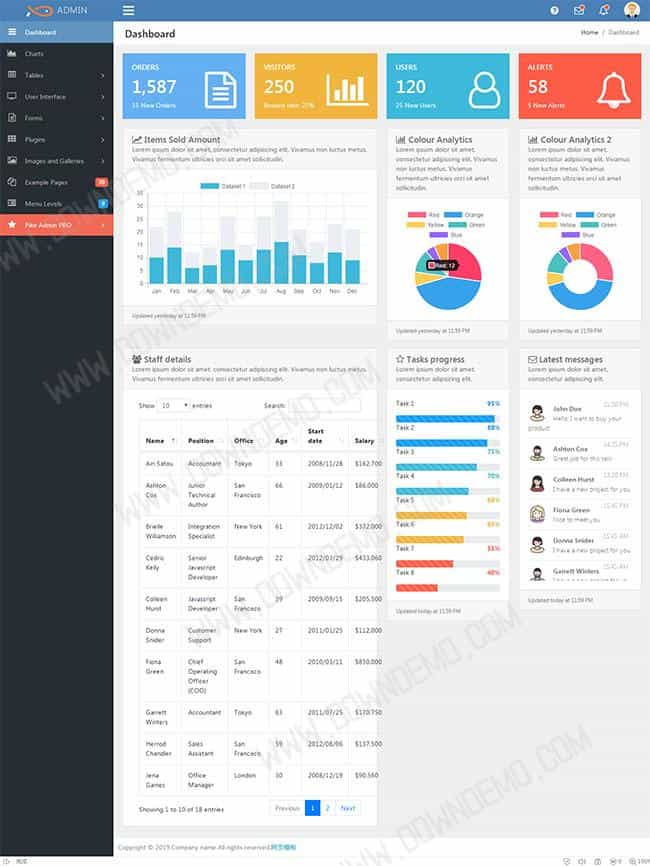 ADMIN
Dashboard
Charts
Tables
User Interface
Forms
Plugins
Images and Galleries
Example Pages
Menu Levels
Pike Admin PRO
Dashboard
Home / Dashboard
ORDERS
1,587
15 New Orders
VISITORS
250
Bounce rate: 25%
USERS
120
25 New Users
ALERTS
58
5 New Alerts
Items Sold Amount
Lorem ipsum dolor sit amet, consectetur adipiscing elit. Vivamus non luctus metus.
Vivamus fermentum ultricies orci sit amet sollicitudin.
Dataset 1 Dataset 2
35
30
25
20
15
10
5
0
Jan Feb Mar Apr May Jun Jul Aug Sep Oct Nov Dec
Updated yesterday at 11:59 PM
Colour Analytics
Lorem ipsum dolor sit amet,
consectetur adipiscing elit. Vivamus
non luctus metus. Vivamus
fermentum ultricies orci sit amet
sollicitudin.
Red Orange
Yellow Green
Blue
Red: 12
Updated yesterday at 11:59 PM
Colour Analytics 2
Lorem ipsum dolor sit amet,
consectetur adipiscing elit. Vivamus
non luctus metus. Vivamus
fermentum ultricies orci sit amet
sollicitudin.
Red Orange
Yellow Green
Blue
Updated yesterday at 11:59 PM
Staff details
Lorem ipsum dolor sit amet, consectetur adipiscing elit. Vivamus non luctus metus.
Vivamus fermentum ultricies orci sit amet sollicitudin.
Show 10 entries Search:
Name Position Office Age Start date Salary
Airi Satou Accountant Tokyo 33 2008/11/28 $162,700
Ashton Cox Junior Technical Author San Francisco 66 2009/01/12 $86,000
Brielle Williamson Integration Specialist New York 61 2012/12/02 $372,000
Cedric Kelly Senior Javascript Developer Edinburgh 22 2012/03/29 $433,060
Colleen Hurst Javascript Developer San Francisco 39 2009/09/15 $205,500
Donna Snider Customer Support New York 27 2011/01/25 $112,000
Fiona Green Chief Operating Officer (COO) San Francisco 48 2010/03/11 $850,000
Garrett Winters Accountant Tokyo 63 2011/07/25 $170,750
Herrod Chandler Sales Assistant San Francisco 59 2012/08/06 $137,500
Jena Gaines Office Manager London 30 2008/12/19 $90,560
Showing 1 to 10 of 18 entries
Previous 1 2 Next
Tasks progress
Lorem ipsum dolor sit amet,
consectetur adipiscing elit.
Task 1 95%
Task 2 88%
Task 3 75%
Task 4 70%
Task 5 68%
Task 6 65%
Task 7 55%
Task 8 40%
Updated today at 11:59 PM
Latest messages
Lorem ipsum dolor sit amet,
consectetur adipiscing elit.
John Doe
Hello. I want to buy your
product
Ashton Cox
Great job for this task
Colleen Hurst
I have a new project for you
Fiona Green
Nice to meet you
Donna Snider 15:45 AM
I have a new project for you
Garrett Winters 15:45 AM
I have a new project for you
Updated today at 11:59 PM
Copyright © 2019.Company name All rights reserved.网页模板
WWW.DOWNDEMO.COM